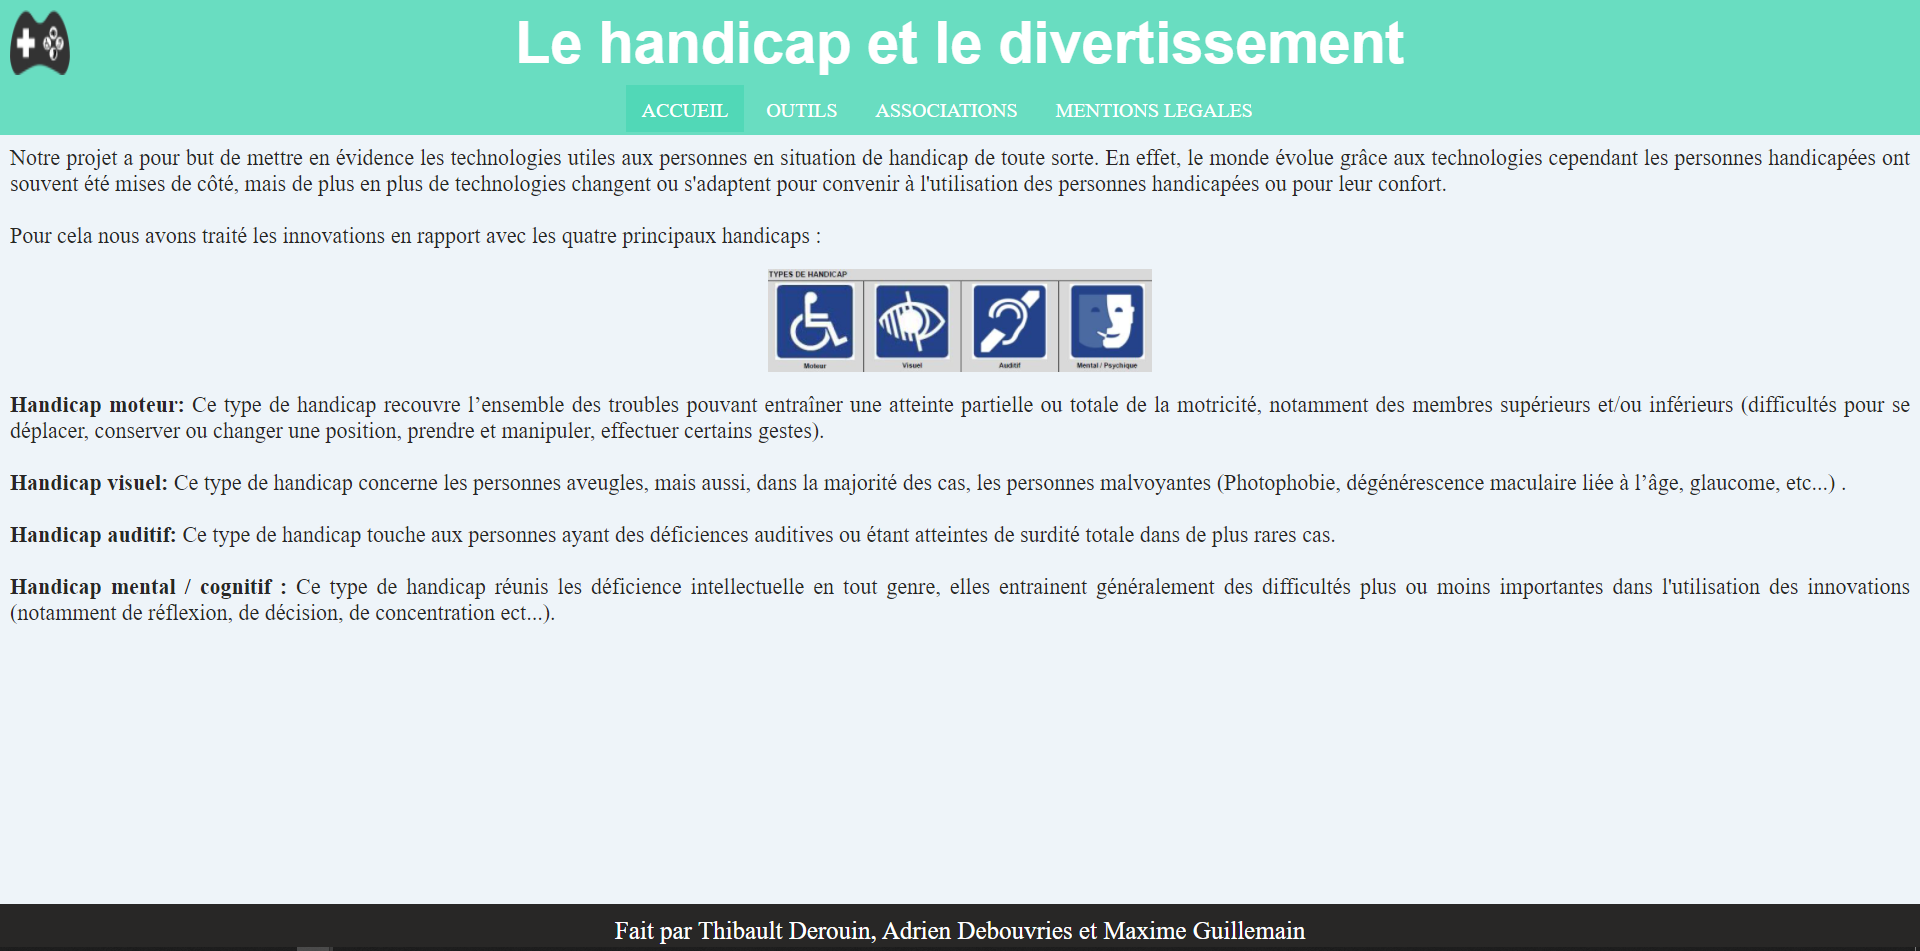 Le handicap et le divertissement
ACCUEIL OUTILS ASSOCIATIONS MENTIONS LEGALES
Notre projet a pour but de mettre en évidence les technologies utiles aux personnes en situation de handicap de toute sorte. En effet, le monde évolue grâce aux technologies cependant les personnes handicapées ont
souvent été mises de côté, mais de plus en plus de technologies changent ou s'adaptent pour convenir à l'utilisation des personnes handicapées ou pour leur confort.
Pour cela nous avons traité les innovations en rapport avec les quatre principaux handicaps :
TYPES DE HANDICAP
Moteur Visuel Auditif Mental / Psychique
Handicap moteur: Ce type de handicap recouvre l’ensemble des troubles pouvant entraîner une atteinte partielle ou totale de la motricité, notamment des membres supérieurs et/ou inférieurs (difficultés pour se
déplacer, conserver ou changer une position, prendre et manipuler, effectuer certains gestes).
Handicap visuel: Ce type de handicap concerne les personnes aveugles, mais aussi, dans la majorité des cas, les personnes malvoyantes (Photophobie, dégénérescence maculaire liée à l’âge, glaucome, etc...) .
Handicap auditif: Ce type de handicap touche aux personnes ayant des déficiences auditives ou étant atteintes de surdité totale dans de plus rares cas.
Handicap mental / cognitif : Ce type de handicap réunis les déficience intellectuelle en tout genre, elles entrainent généralement des difficultés plus ou moins importantes dans l'utilisation des innovations
(notamment de réflexion, de décision, de concentration ect...).
Fait par Thibault Derouin, Adrien Debouvries et Maxime Guillemain